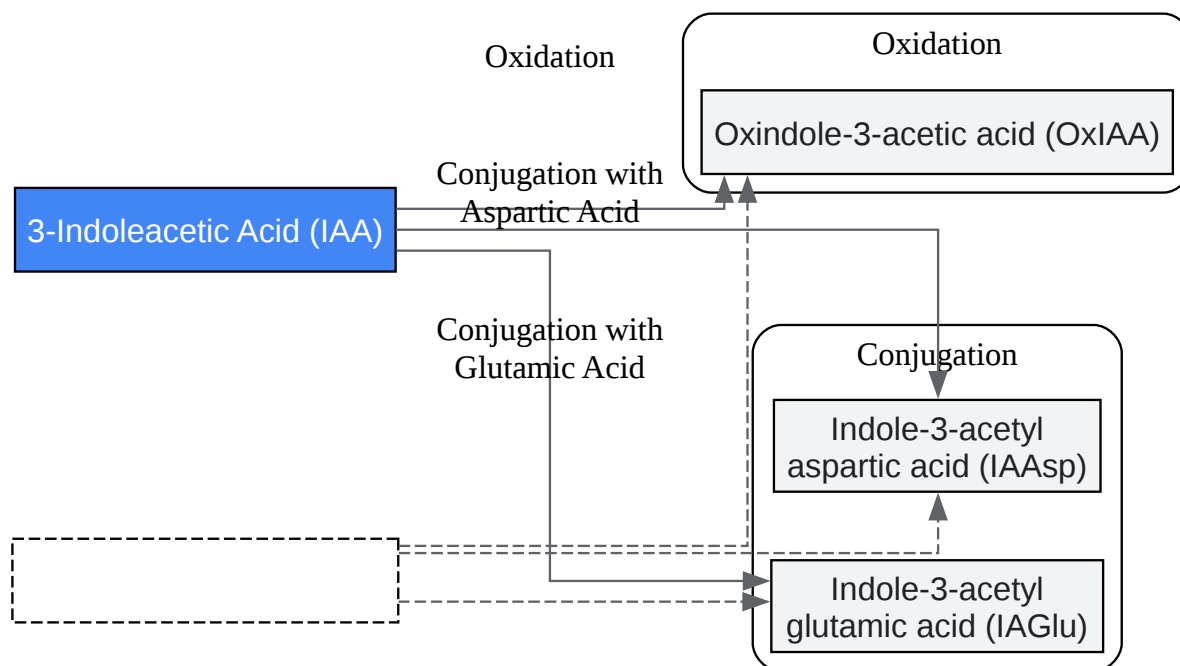 Oxidation
Oxidation
Oxindole-3-acetic acid (OxIAA)
Conjugation with
Aspartic Acid
3-Indoleacetic Acid (IAA)
Conjugation with
Glutamic Acid
Conjugation
Indole-3-acetyl
aspartic acid (IAAsp)
Indole-3-acetyl
glutamic acid (IAGlu)